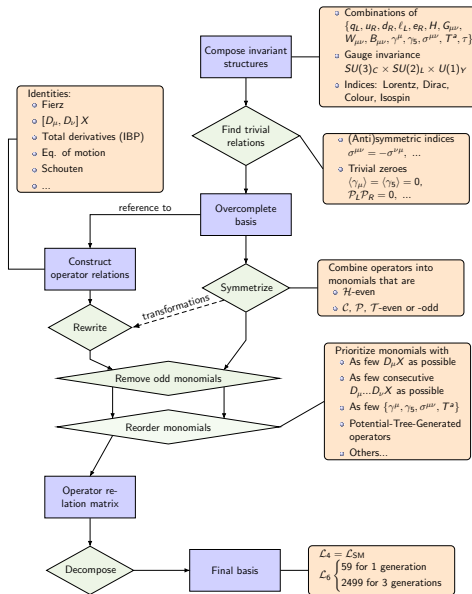 Compose invariant
structures
Combinations of
{q_L, u_R, d_R, ℓ_L, e_R, H, G_μν,
W_μν, B_μν, γ^μ, γ_5, σ^μν, T^a, τ}
Gauge invariance
SU(3)_C × SU(2)_L × U(1)_Y
Indices: Lorentz, Dirac,
Colour, Isospin
Identities:
Fierz
[D_μ, D_ν] X
Total derivatives (IBP)
Eq. of motion
Schouten
...
Find trivial
relations
(Anti)symmetric indices
σ^μν = −σ^νμ, ...
Trivial zeroes
⟨γ_μ⟩ = ⟨γ_5⟩ = 0,
P_L P_R = 0, ...
reference to
Overcomplete
basis
Construct
operator relations
Symmetrize
transformations
Combine operators into
monomials that are
H-even
C, P, T-even or -odd
Rewrite
Remove odd monomials
Reorder monomials
Prioritize monomials with
As few D_μX as possible
As few consecutive
D_μ...D_νX as possible
As few {γ^μ, γ_5, σ^μν, T^a}
Potential-Tree-Generated
operators
Others...
Operator re-
lation matrix
Decompose
Final basis
L_4 = L_SM
L_6 { 59 for 1 generation
2499 for 3 generations